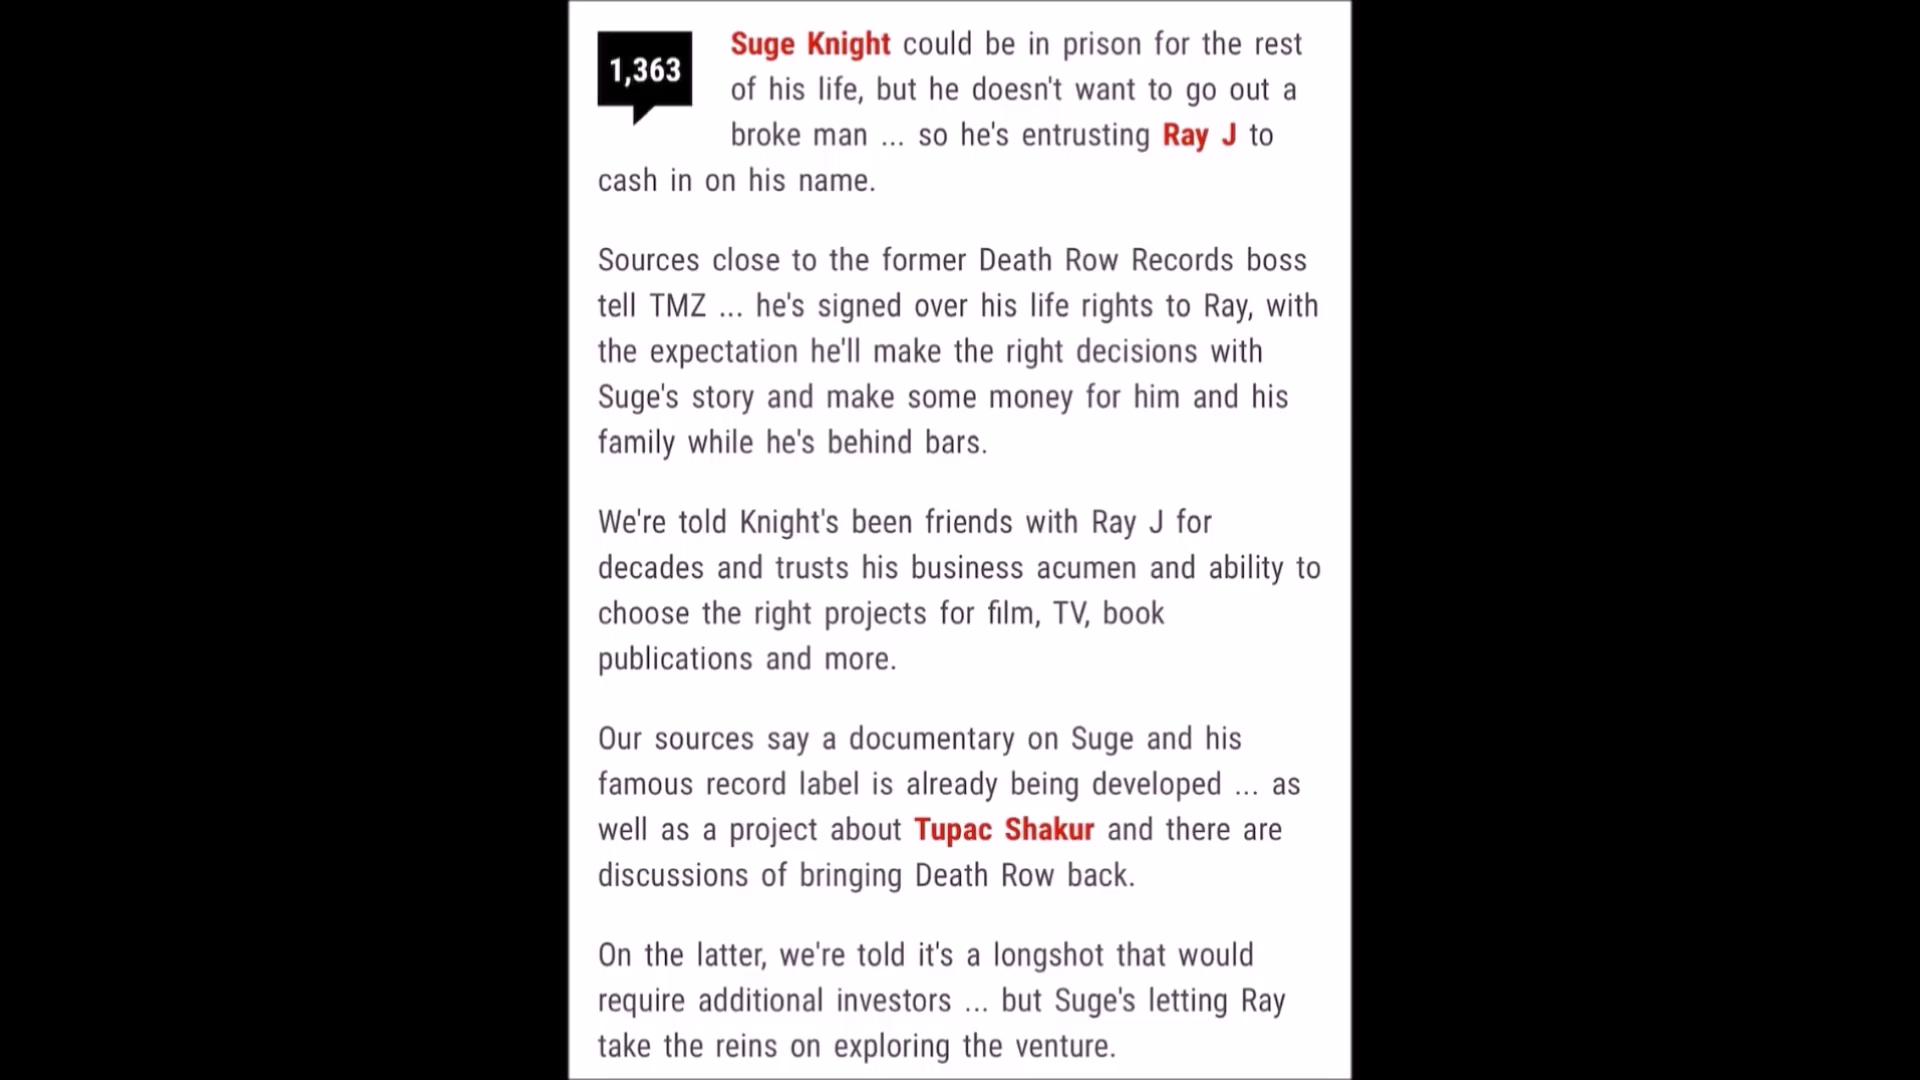 1,363
Suge Knight could be in prison for the rest
of his life, but he doesn't want to go out a
broke man ... so he's entrusting Ray J to
cash in on his name.
Sources close to the former Death Row Records boss
tell TMZ ... he's signed over his life rights to Ray, with
the expectation he'll make the right decisions with
Suge's story and make some money for him and his
family while he's behind bars.
We're told Knight's been friends with Ray J for
decades and trusts his business acumen and ability to
choose the right projects for film, TV, book
publications and more.
Our sources say a documentary on Suge and his
famous record label is already being developed ... as
well as a project about Tupac Shakur and there are
discussions of bringing Death Row back.
On the latter, we're told it's a longshot that would
require additional investors ... but Suge's letting Ray
take the reins on exploring the venture.